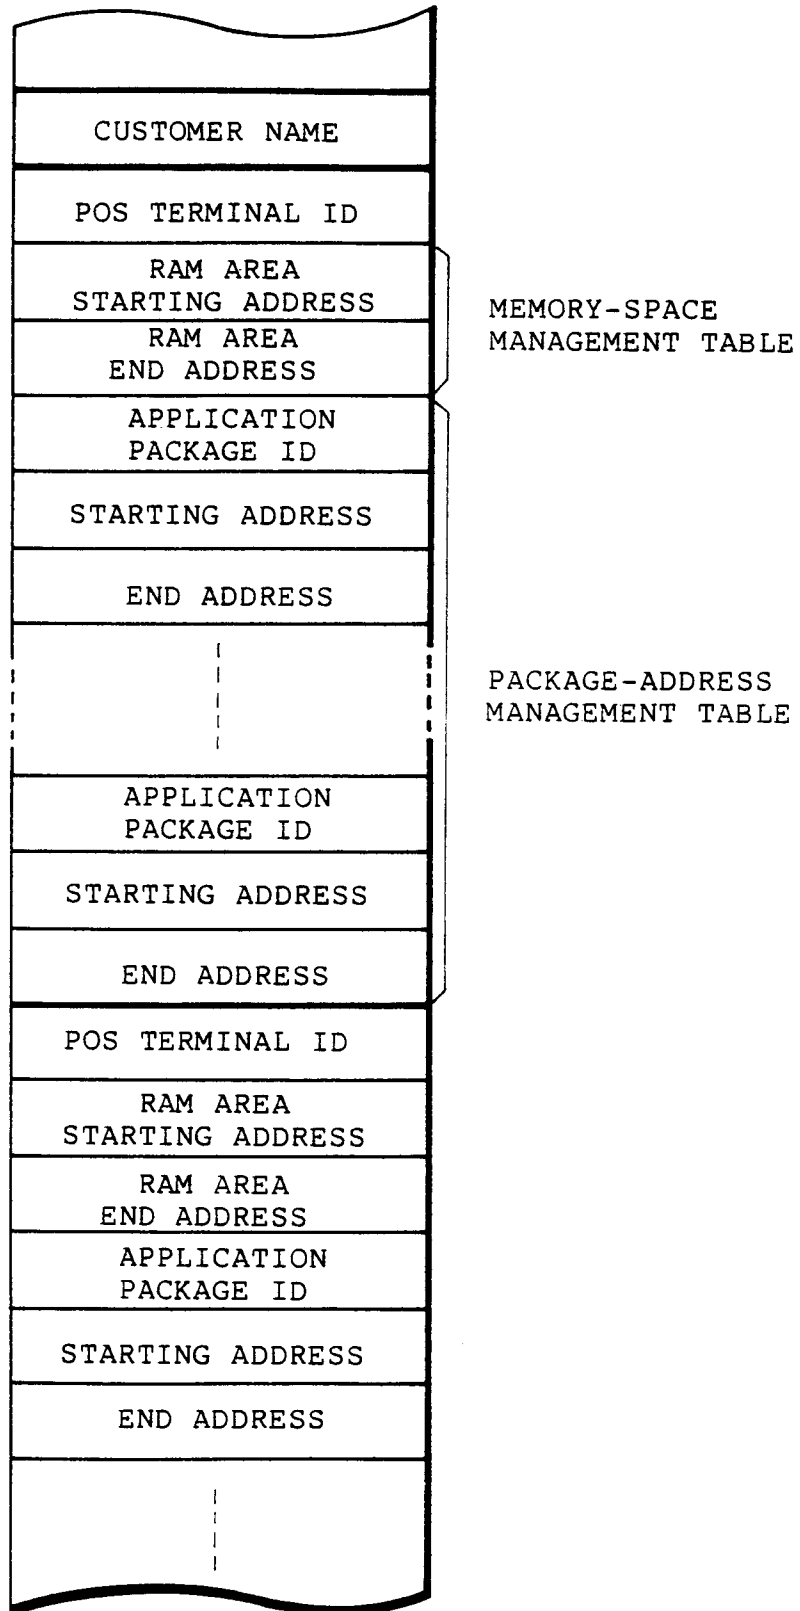 CUSTOMER NAME
POS TERMINAL ID
RAM AREA
STARTING ADDRESS
RAM AREA
END ADDRESS
MEMORY-SPACE
MANAGEMENT TABLE
APPLICATION
PACKAGE ID
STARTING ADDRESS
END ADDRESS
PACKAGE-ADDRESS
MANAGEMENT TABLE
APPLICATION
PACKAGE ID
STARTING ADDRESS
END ADDRESS
POS TERMINAL ID
RAM AREA
STARTING ADDRESS
RAM AREA
END ADDRESS
APPLICATION
PACKAGE ID
STARTING ADDRESS
END ADDRESS